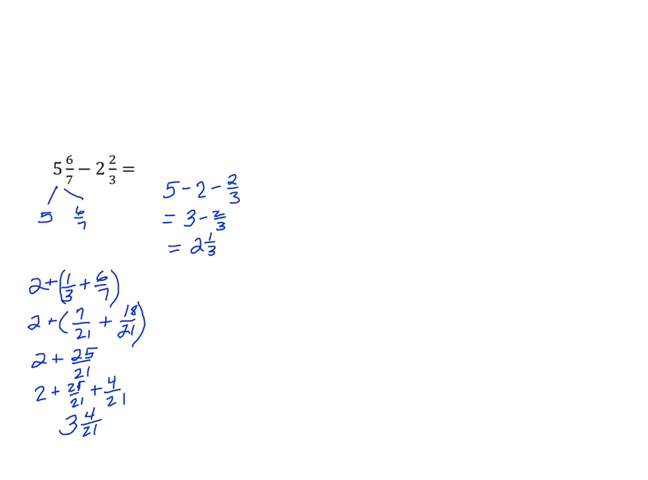 5 6/7 − 2 2/3 =
5 6/7
5 − 2 − 2/3
= 3 − 2/3
= 2 1/3
2 + (1/3 + 6/7)
2 + (7/21 + 18/21)
2 + 25/21
2 + 21/21 + 4/21
3 4/21